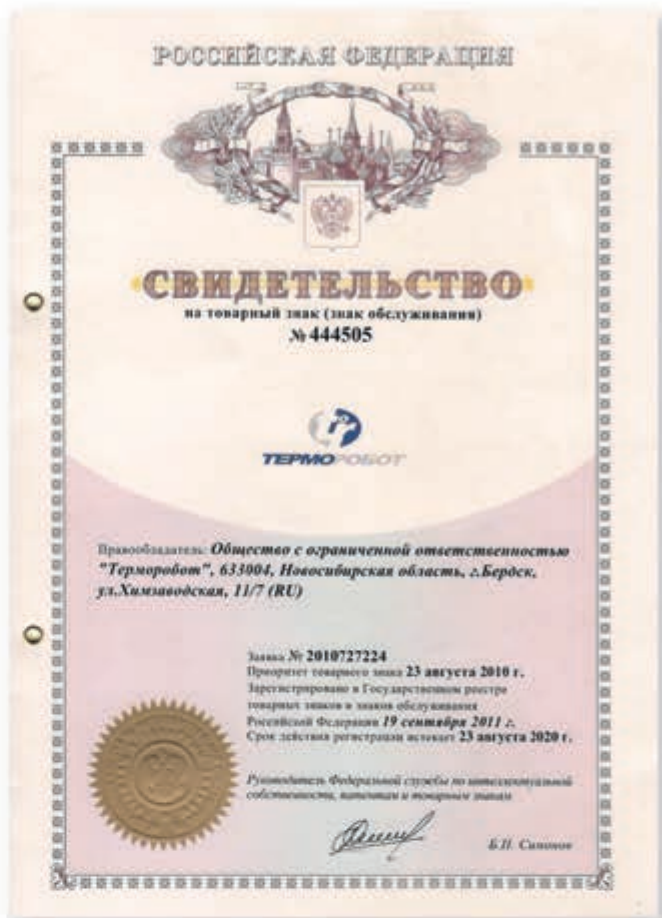 РОССИЙСКАЯ ФЕДЕРАЦИЯ
СВИДЕТЕЛЬСТВО
на товарный знак (знак обслуживания)
№ 444505
ТЕРМОРОБОТ
Правообладатель: Общество с ограниченной ответственностью
"Терморобот", 633004, Новосибирская область, г.Бердск,
ул.Химзаводская, 11/7 (RU)
Заявка № 2010727224
Приоритет товарного знака 23 августа 2010 г.
Зарегистрировано в Государственном реестре
товарных знаков и знаков обслуживания
Российской Федерации 19 сентября 2011 г.
Срок действия регистрации истекает 23 августа 2020 г.
Руководитель Федеральной службы по интеллектуальной
собственности, патентам и товарным знакам
Б.П. Симонов